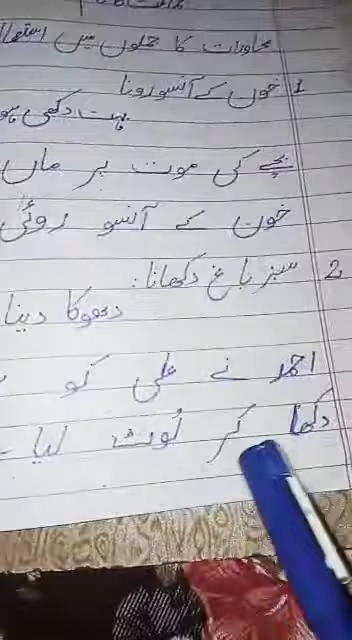 محاورات کا جملوں میں استعمال
1 خون کے آنسو رونا
بہت دکھی ہو
بچے کی موت پر ماں
خون کے آنسو روئی
2 سبز باغ دکھانا:
دھوکا دینا
احمد نے علی کو
دکھا کر لُوٹ لیا ۔